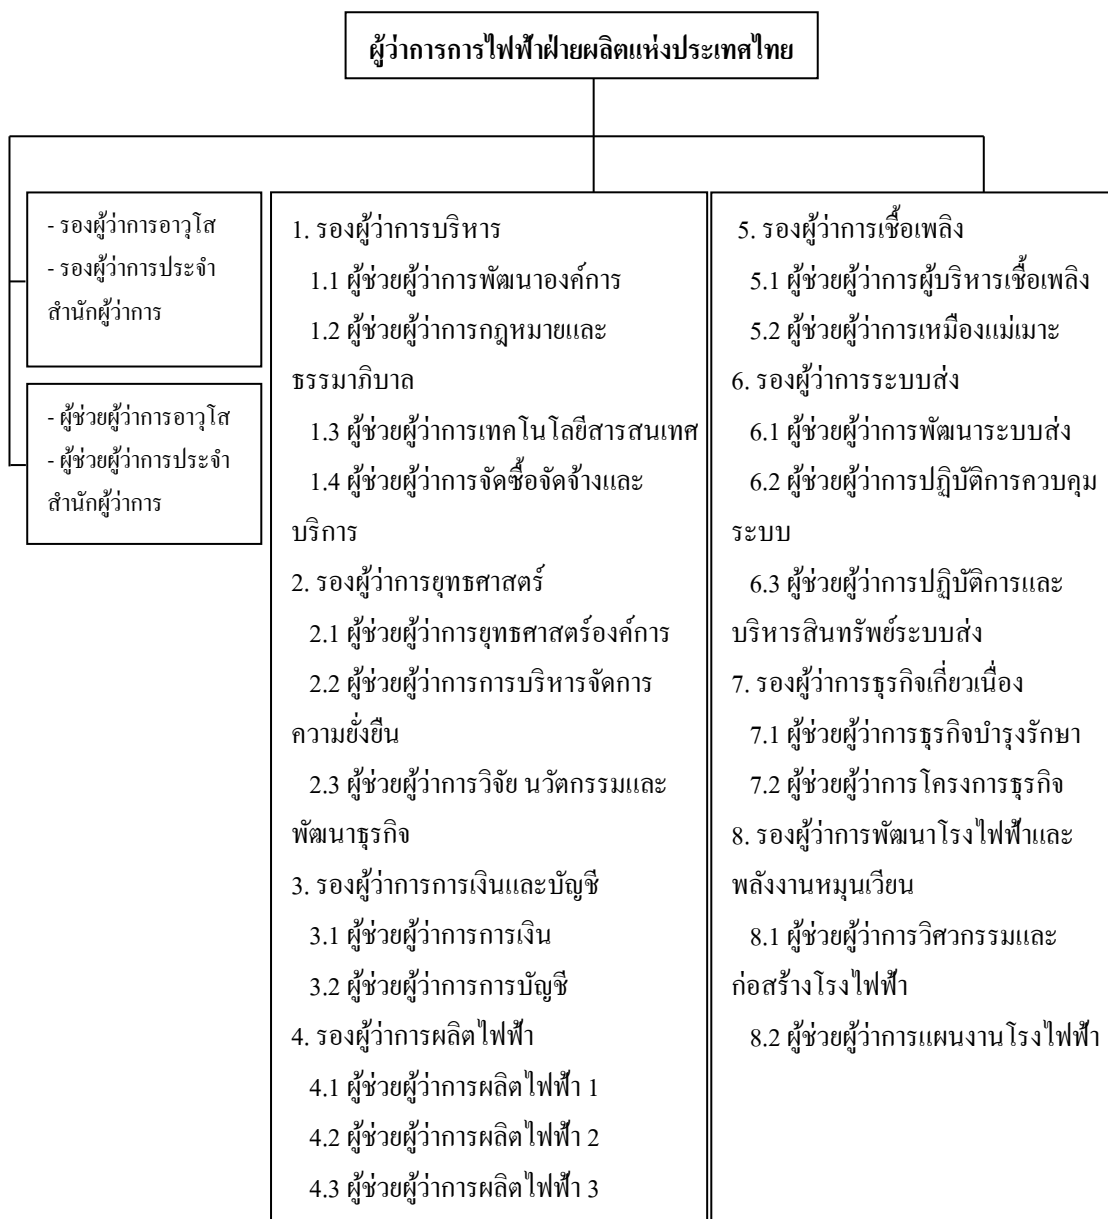 ผู้ว่าการการไฟฟ้าฝ่ายผลิตแห่งประเทศไทย
- รองผู้ว่าการอาวุโส
- รองผู้ว่าการประจำ
สำนักผู้ว่าการ
- ผู้ช่วยผู้ว่าการอาวุโส
- ผู้ช่วยผู้ว่าการประจำ
สำนักผู้ว่าการ
1. รองผู้ว่าการบริหาร
1.1 ผู้ช่วยผู้ว่าการพัฒนาองค์การ
1.2 ผู้ช่วยผู้ว่าการกฎหมายและ
ธรรมาภิบาล
1.3 ผู้ช่วยผู้ว่าการเทคโนโลยีสารสนเทศ
1.4 ผู้ช่วยผู้ว่าการจัดซื้อจัดจ้างและ
บริการ
2. รองผู้ว่าการยุทธศาสตร์
2.1 ผู้ช่วยผู้ว่าการยุทธศาสตร์องค์การ
2.2 ผู้ช่วยผู้ว่าการการบริหารจัดการ
ความยั่งยืน
2.3 ผู้ช่วยผู้ว่าการวิจัย นวัตกรรมและ
พัฒนาธุรกิจ
3. รองผู้ว่าการการเงินและบัญชี
3.1 ผู้ช่วยผู้ว่าการการเงิน
3.2 ผู้ช่วยผู้ว่าการการบัญชี
4. รองผู้ว่าการผลิตไฟฟ้า
4.1 ผู้ช่วยผู้ว่าการผลิตไฟฟ้า 1
4.2 ผู้ช่วยผู้ว่าการผลิตไฟฟ้า 2
4.3 ผู้ช่วยผู้ว่าการผลิตไฟฟ้า 3
5. รองผู้ว่าการเชื้อเพลิง
5.1 ผู้ช่วยผู้ว่าการผู้บริหารเชื้อเพลิง
5.2 ผู้ช่วยผู้ว่าการเหมืองแม่เมาะ
6. รองผู้ว่าการระบบส่ง
6.1 ผู้ช่วยผู้ว่าการพัฒนาระบบส่ง
6.2 ผู้ช่วยผู้ว่าการปฏิบัติการควบคุม
ระบบ
6.3 ผู้ช่วยผู้ว่าการปฏิบัติการและ
บริหารสินทรัพย์ระบบส่ง
7. รองผู้ว่าการธุรกิจเกี่ยวเนื่อง
7.1 ผู้ช่วยผู้ว่าการธุรกิจบำรุงรักษา
7.2 ผู้ช่วยผู้ว่าการโครงการธุรกิจ
8. รองผู้ว่าการพัฒนาโรงไฟฟ้าและ
พลังงานหมุนเวียน
8.1 ผู้ช่วยผู้ว่าการวิศวกรรมและ
ก่อสร้างโรงไฟฟ้า
8.2 ผู้ช่วยผู้ว่าการแผนงานโรงไฟฟ้า